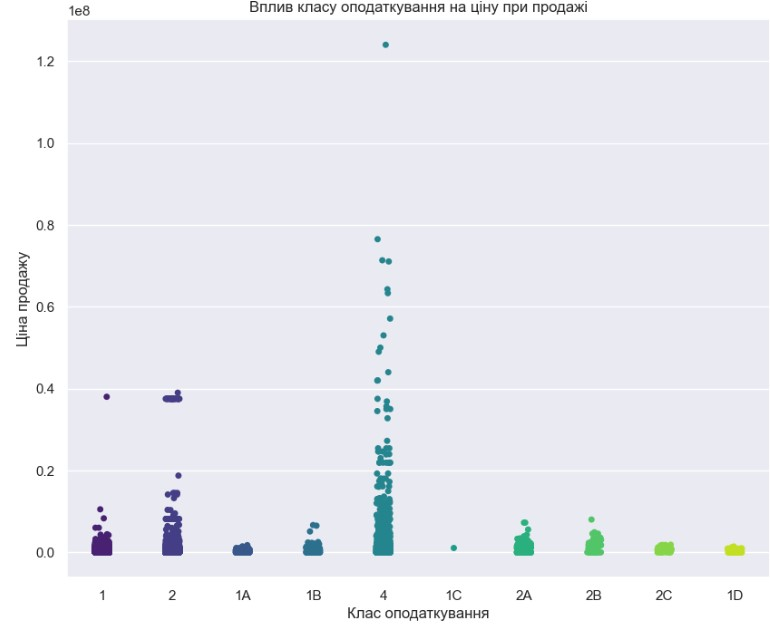 Вплив класу оподаткування на ціну при продажі
1e8
1.2
1.0
0.8
0.6
0.4
0.2
0.0
Ціна продажу
1 2 1A 1B 4 1C 2A 2B 2C 1D
Клас оподаткування